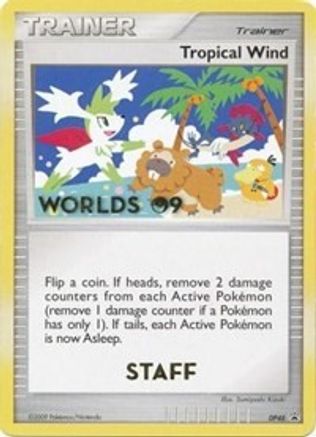 TRAINER
Trainer
Tropical Wind
WORLDS 09
Flip a coin. If heads, remove 2 damage
counters from each Active Pokémon
(remove 1 damage counter if a Pokémon
has only 1). If tails, each Active Pokémon
is now Asleep.
STAFF
Illus. Sumiyoshi Kizuki
©2009 Pokémon/Nintendo
DP48